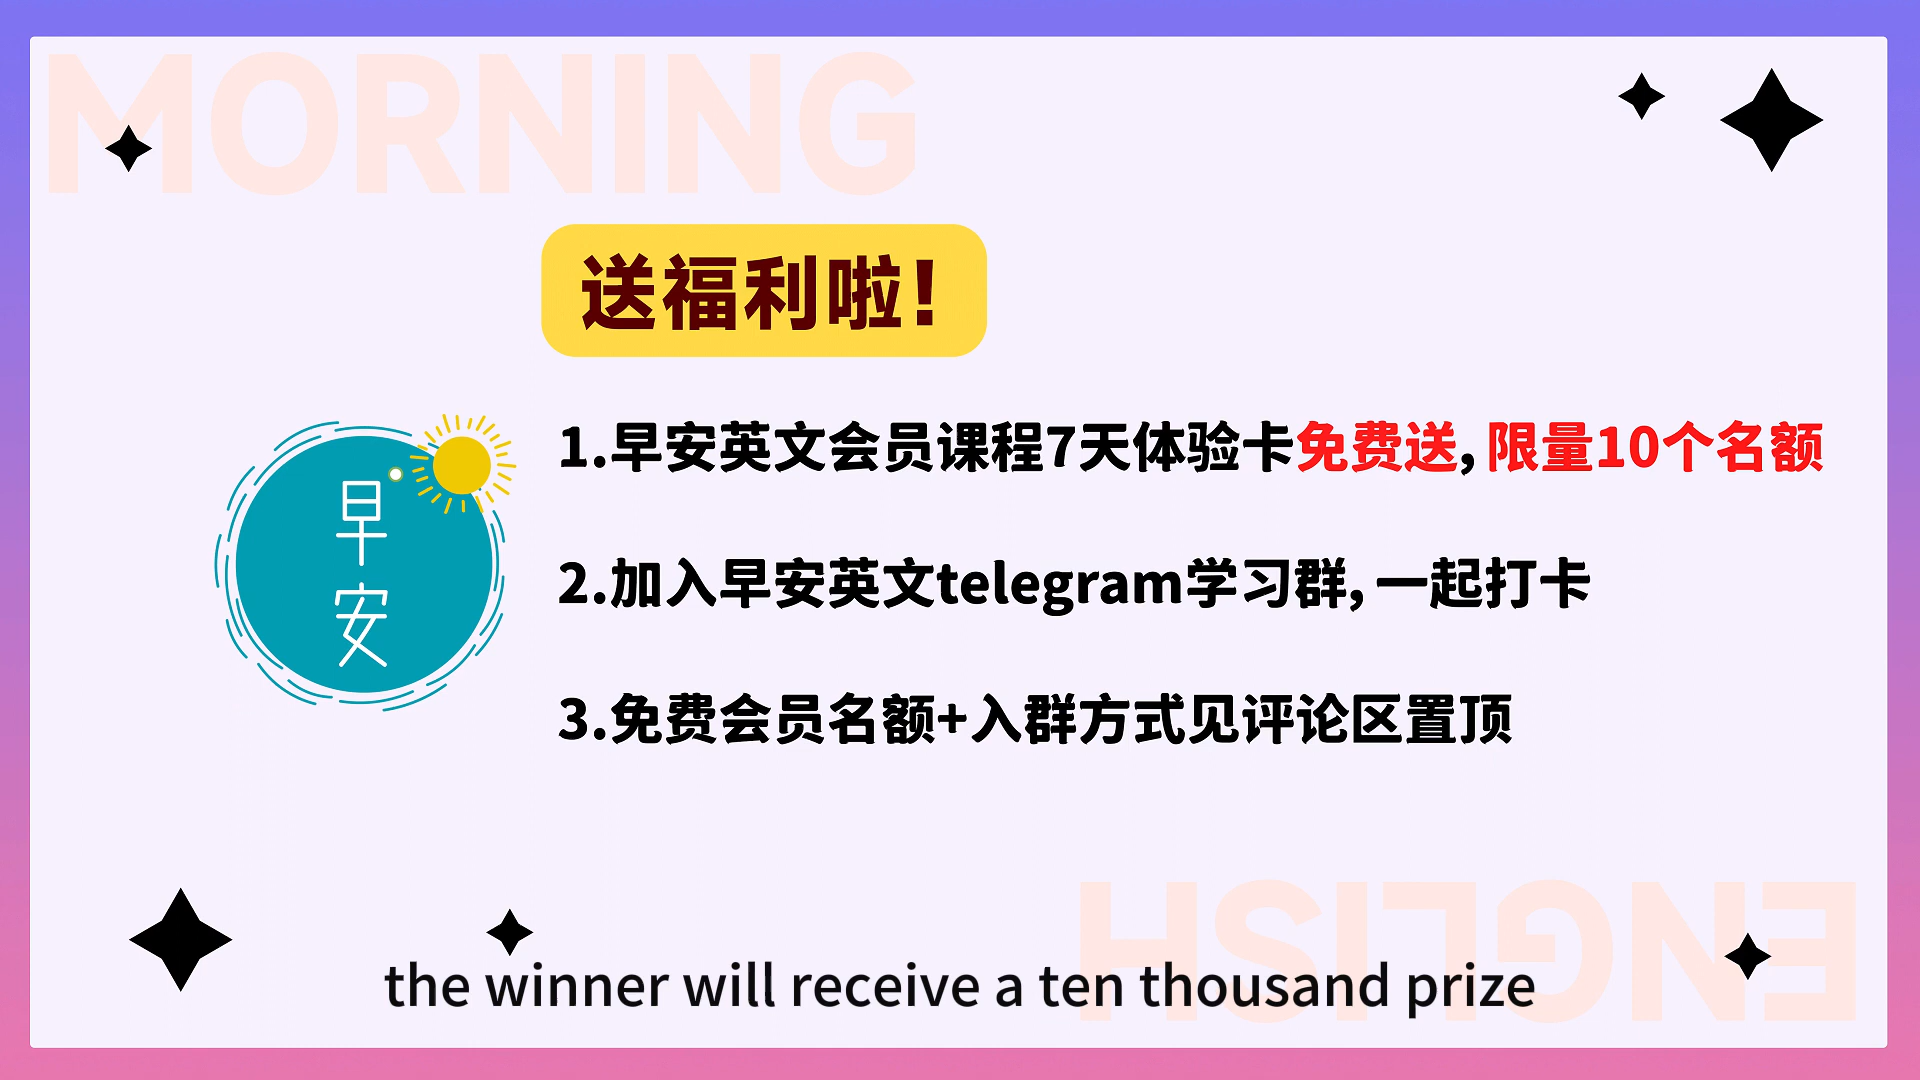 MORNING
送福利啦!
1.早安英文会员课程7天体验卡免费送,限量10个名额
早安
2.加入早安英文telegram学习群,一起打卡
3.免费会员名额+入群方式见评论区置顶
ENGLISH
the winner will receive a ten thousand prize